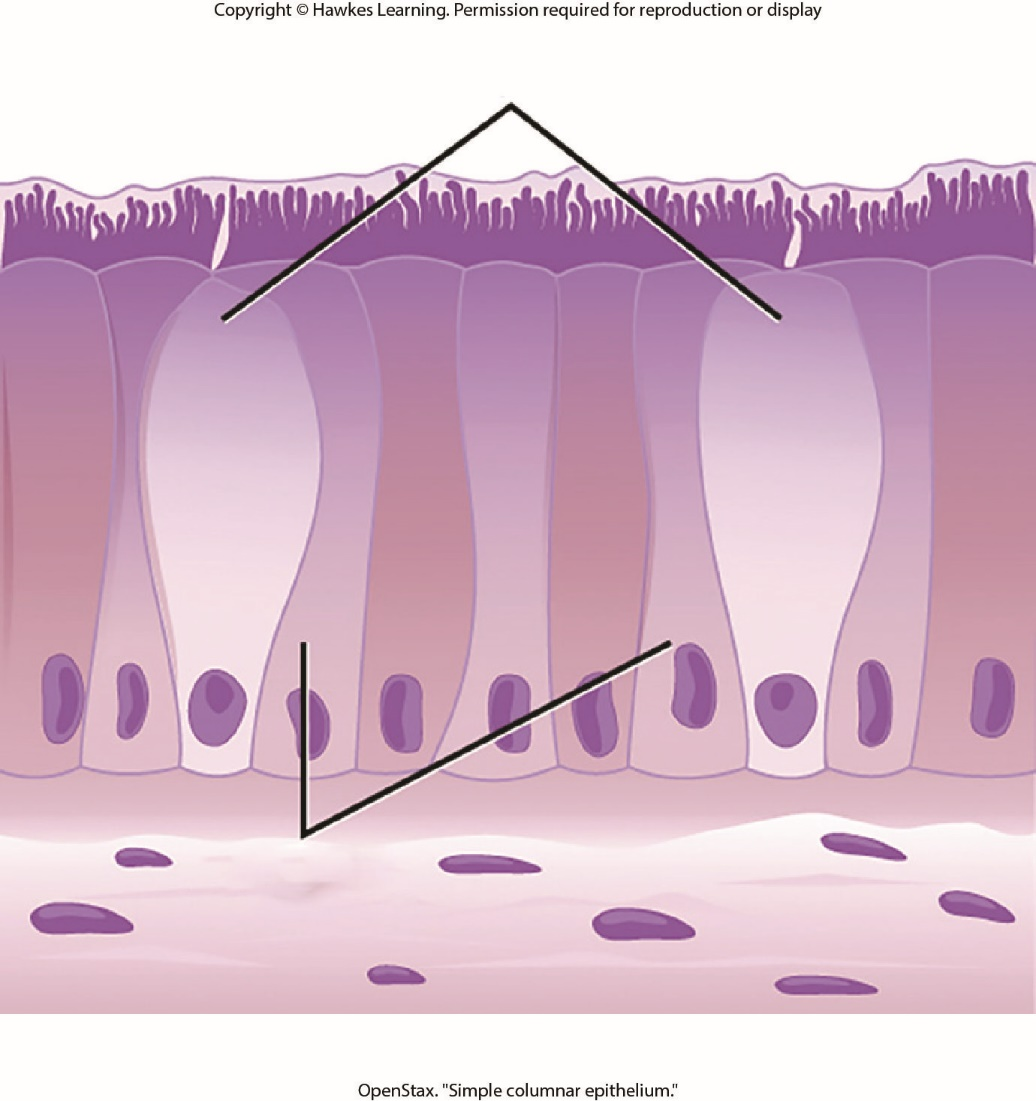 Copyright © Hawkes Learning. Permission required for reproduction or display
OpenStax. "Simple columnar epithelium."